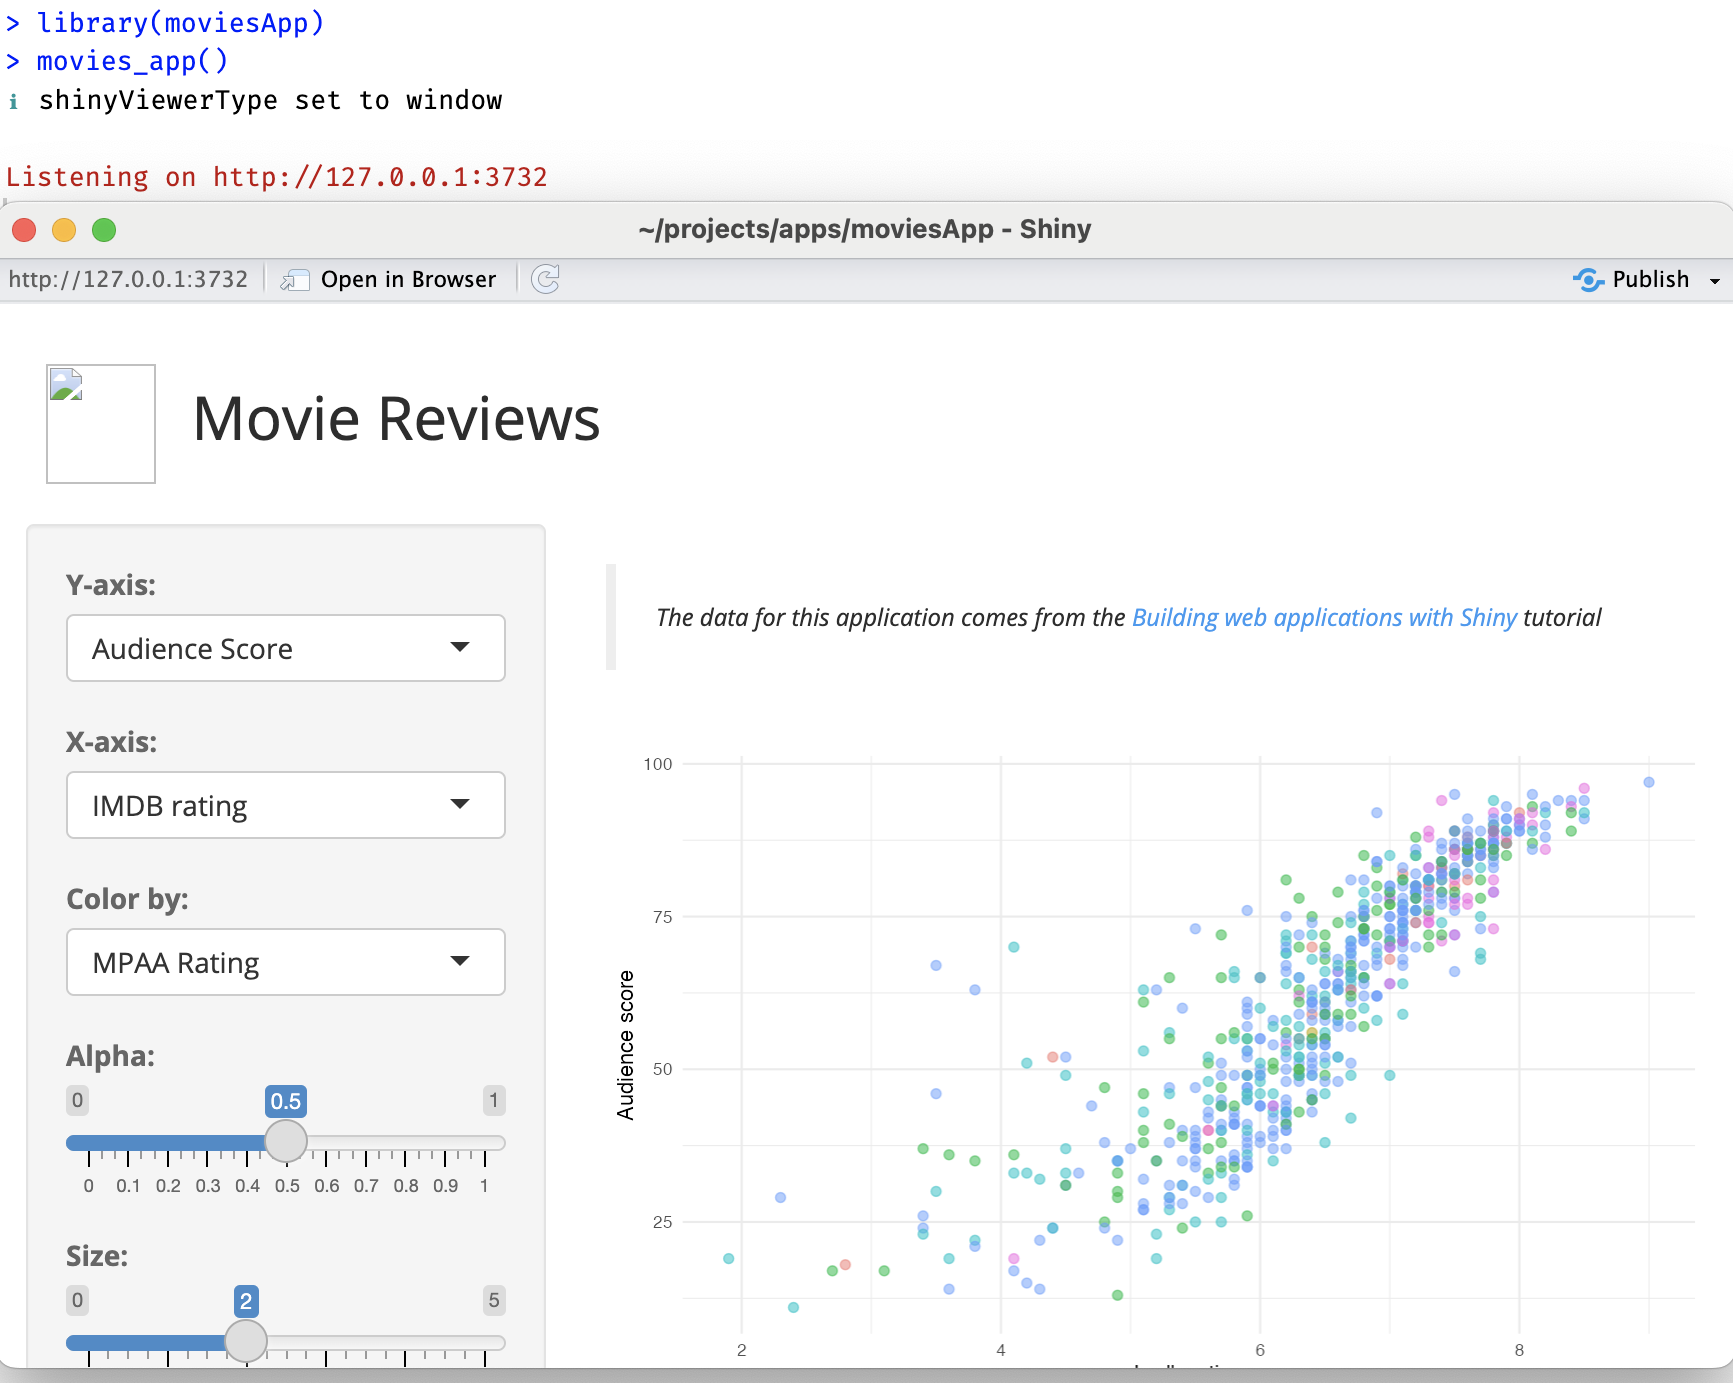 > library(moviesApp)
> movies_app()
ℹ shinyViewerType set to window
Listening on http://127.0.0.1:3732
~/projects/apps/moviesApp - Shiny
http://127.0.0.1:3732 Open in Browser Publish
Movie Reviews
Y-axis:
Audience Score
X-axis:
IMDB rating
Color by:
MPAA Rating
Alpha:
0 0.5 1
0 0.1 0.2 0.3 0.4 0.5 0.6 0.7 0.8 0.9 1
Size:
0 2 5
The data for this application comes from the Building web applications with Shiny tutorial
Audience score
100
75
50
25
2 4 6 8